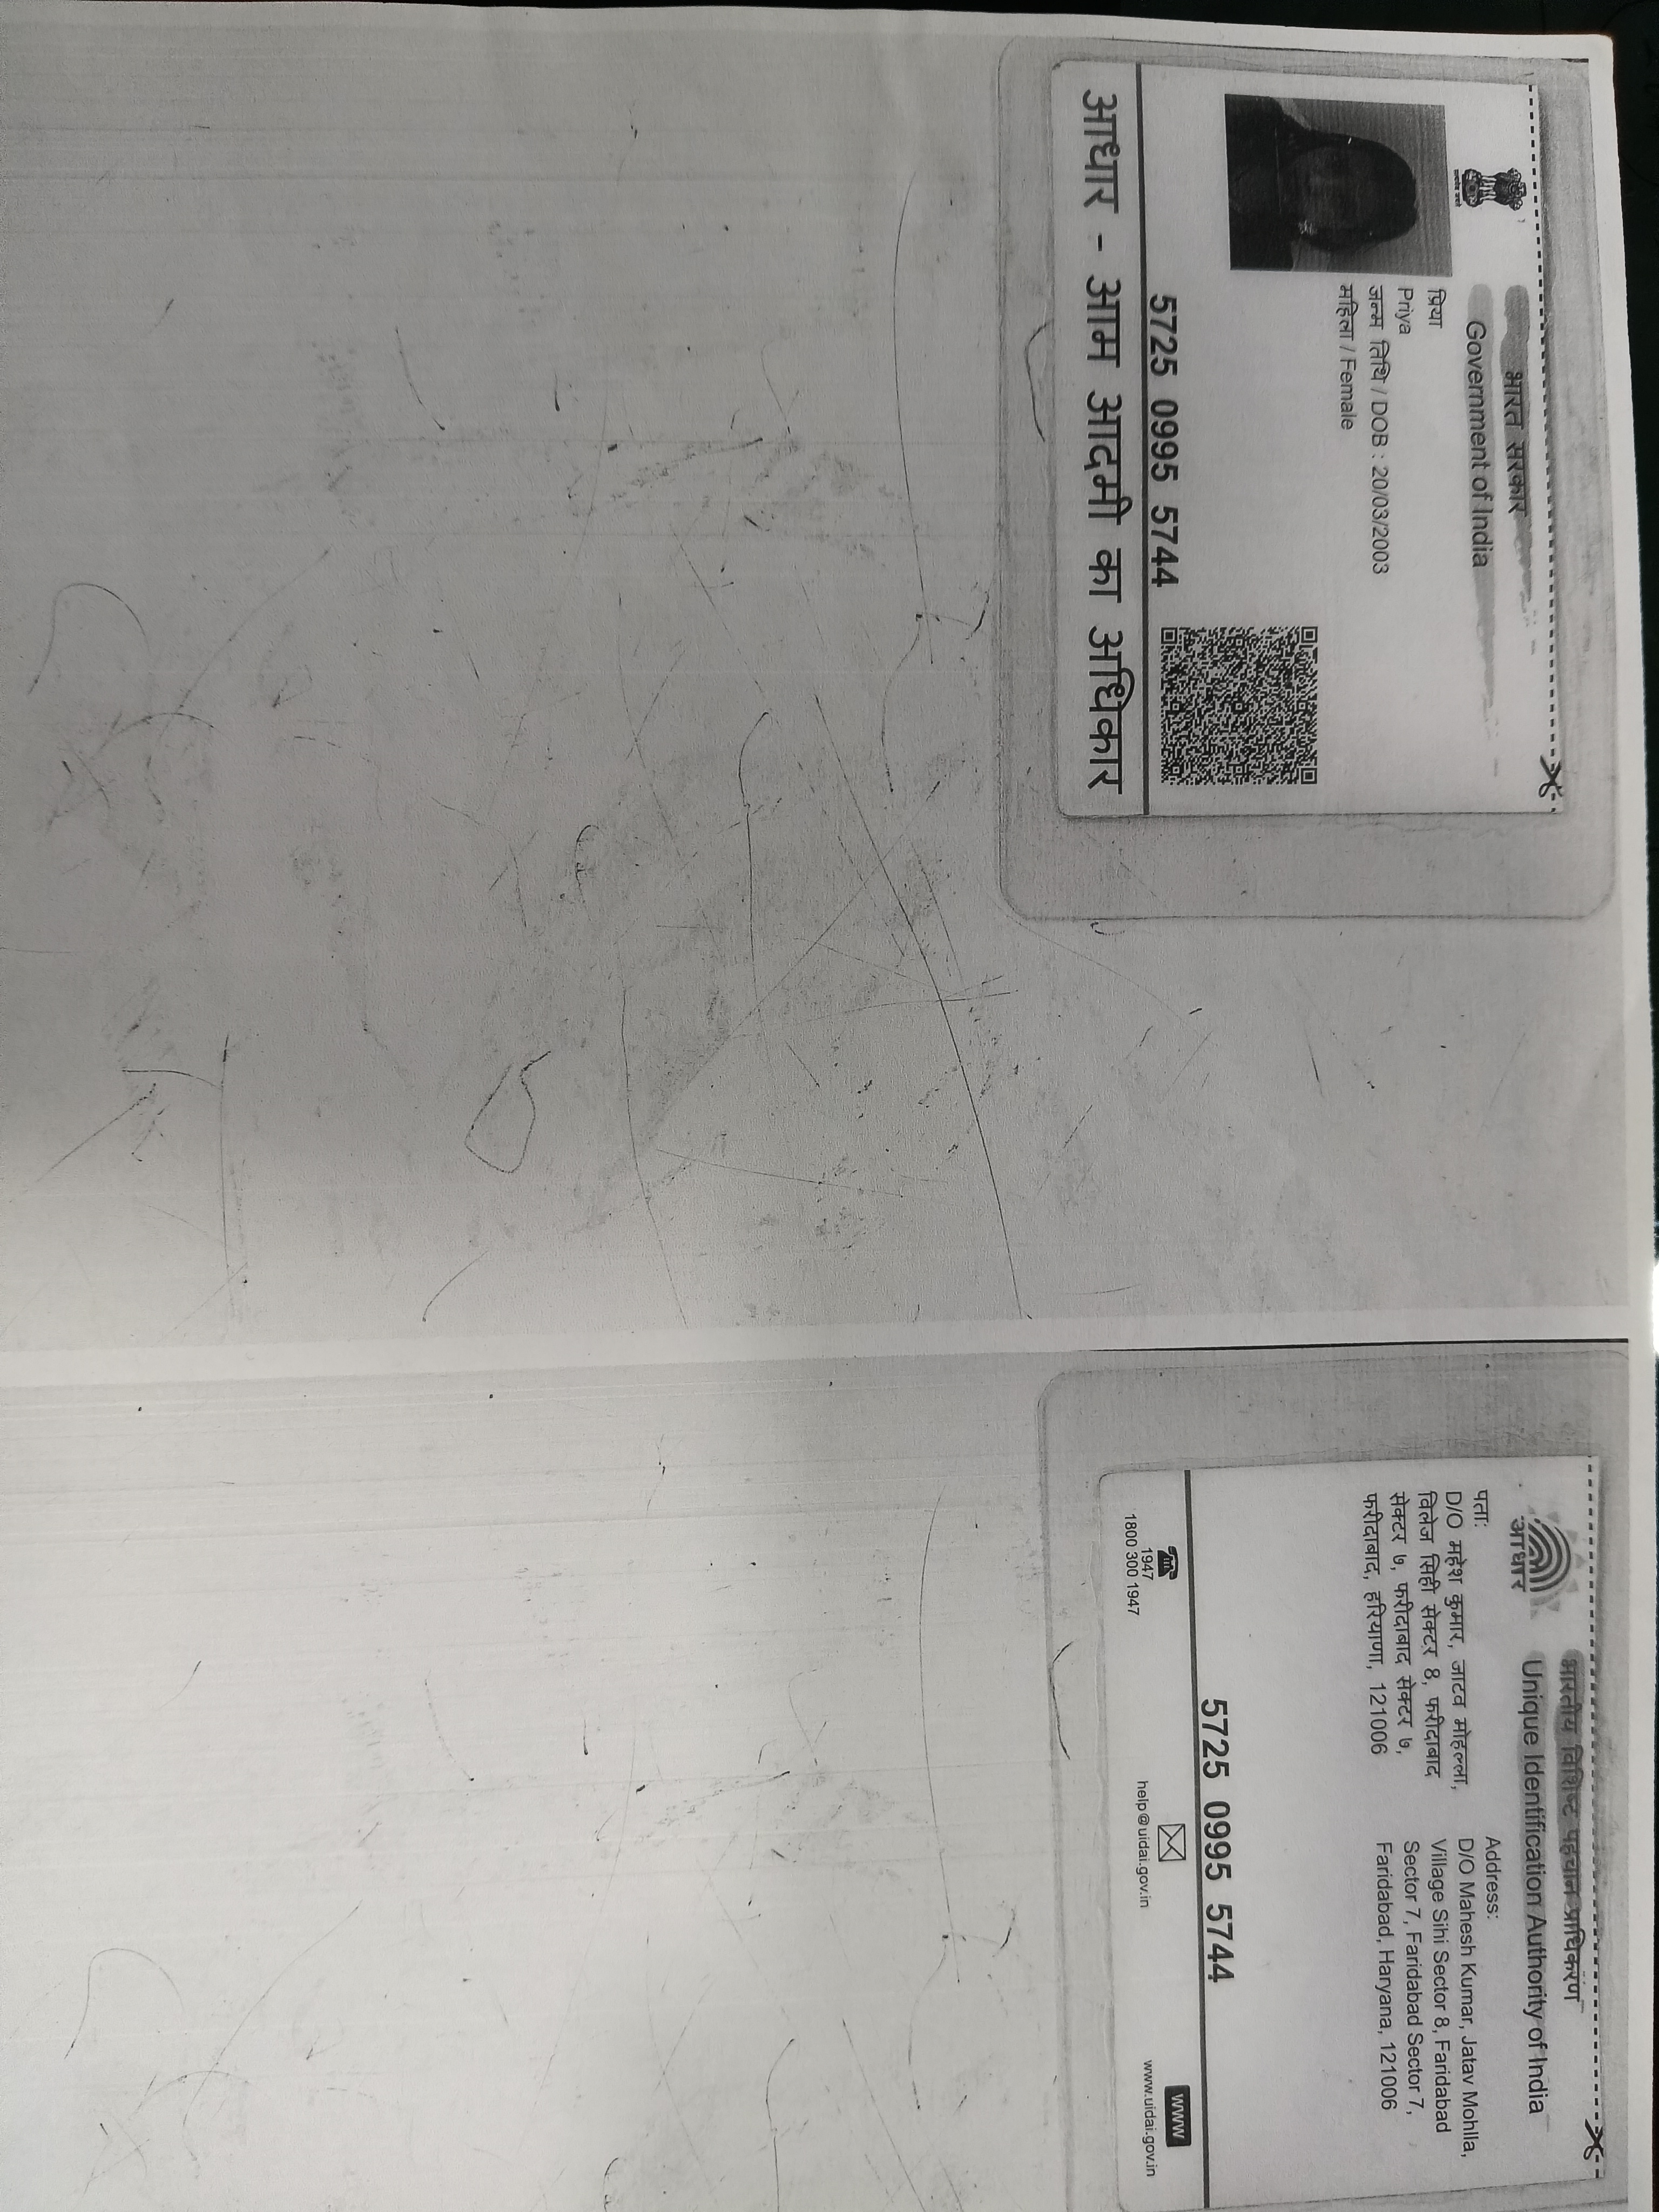 भारत सरकार
Government of India
प्रिया
Priya
जन्म तिथि / DOB : 20/03/2003
महिला / Female
5725 0995 5744
आधार - आम आदमी का अधिकार
आधार
भारतीय विशिष्ट पहचान प्राधिकरण
Unique Identification Authority of India
पता:
D/O महेश कुमार, जाटव मोहल्ला,
विलेज सिही सेक्टर 8, फरीदाबाद
सेक्टर ७, फरीदाबाद सेक्टर ७,
फरीदाबाद, हरियाणा, 121006
Address:
D/O Mahesh Kumar, Jatav Mohlla,
Village Sihi Sector 8, Faridabad
Sector 7, Faridabad Sector 7,
Faridabad, Haryana, 121006
5725 0995 5744
1947
1800 300 1947
help@uidai.gov.in
www
www.uidai.gov.in